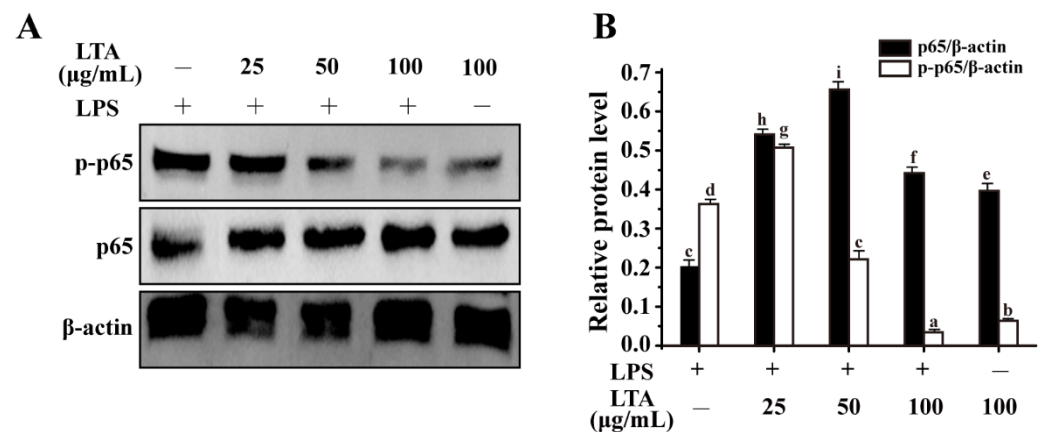 A
LTA
(μg/mL)
— 25 50 100 100
LPS + + + + —
p-p65
p65
β-actin
B
p65/β-actin
p-p65/β-actin
Relative protein level
0.7
0.6
0.5
0.4
0.3
0.2
0.1
0.0
c d h g i c f a e b
LPS + + + + —
LTA
(μg/mL)
— 25 50 100 100